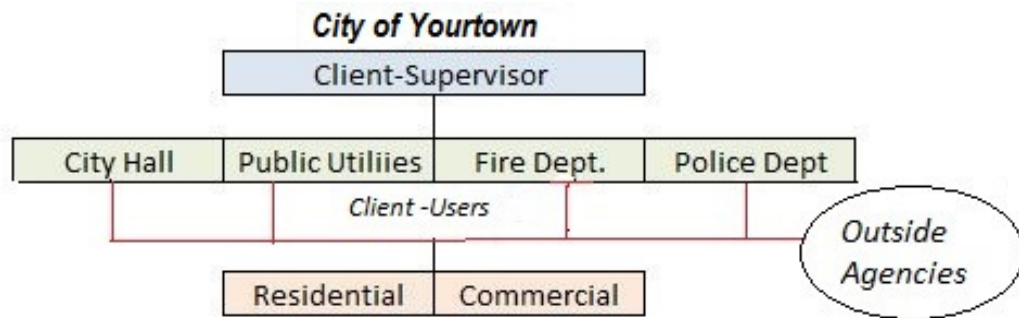 City of Yourtown
Client-Supervisor
City Hall Public Utiliies Fire Dept. Police Dept
Client -Users
Outside
Agencies
Residential Commercial